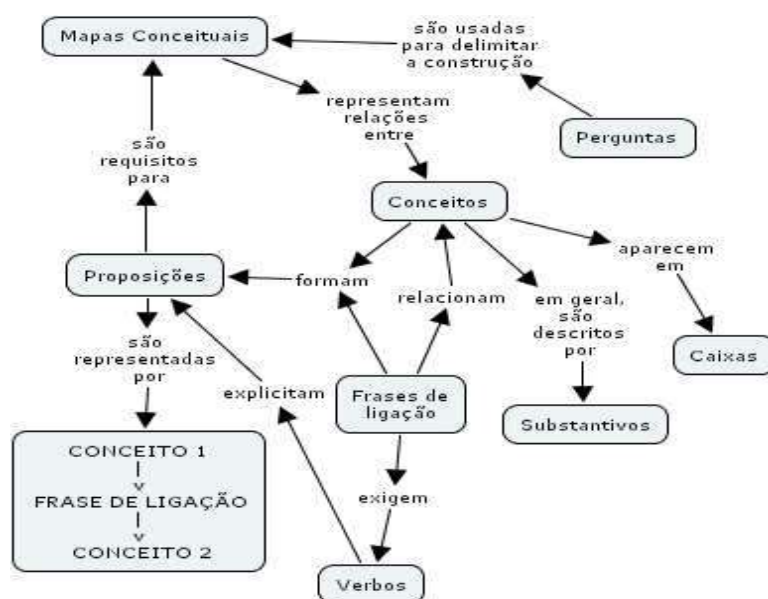 Mapas Conceituais
são usadas
para delimitar
a construção
representam
relações
entre
Perguntas
são
requisitos
para
Conceitos
Proposições
formam
relacionam
aparecem
em
em geral,
são
descritos
por
são
representadas
por
explicitam
Frases de
ligação
Caixas
Substantivos
CONCEITO 1
|
v
FRASE DE LIGAÇÃO
|
v
CONCEITO 2
exigem
Verbos